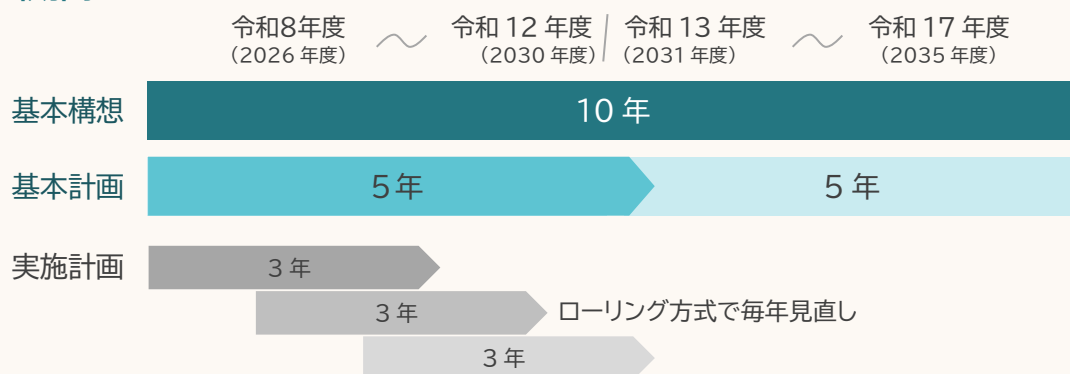 令和8年度 令和 12 年度 令和 13 年度 令和 17 年度
(2026 年度) (2030 年度) (2031 年度) (2035 年度)
基本構想 10 年
基本計画 5 年 5 年
実施計画 3 年
3 年 ローリング方式で毎年見直し
3 年